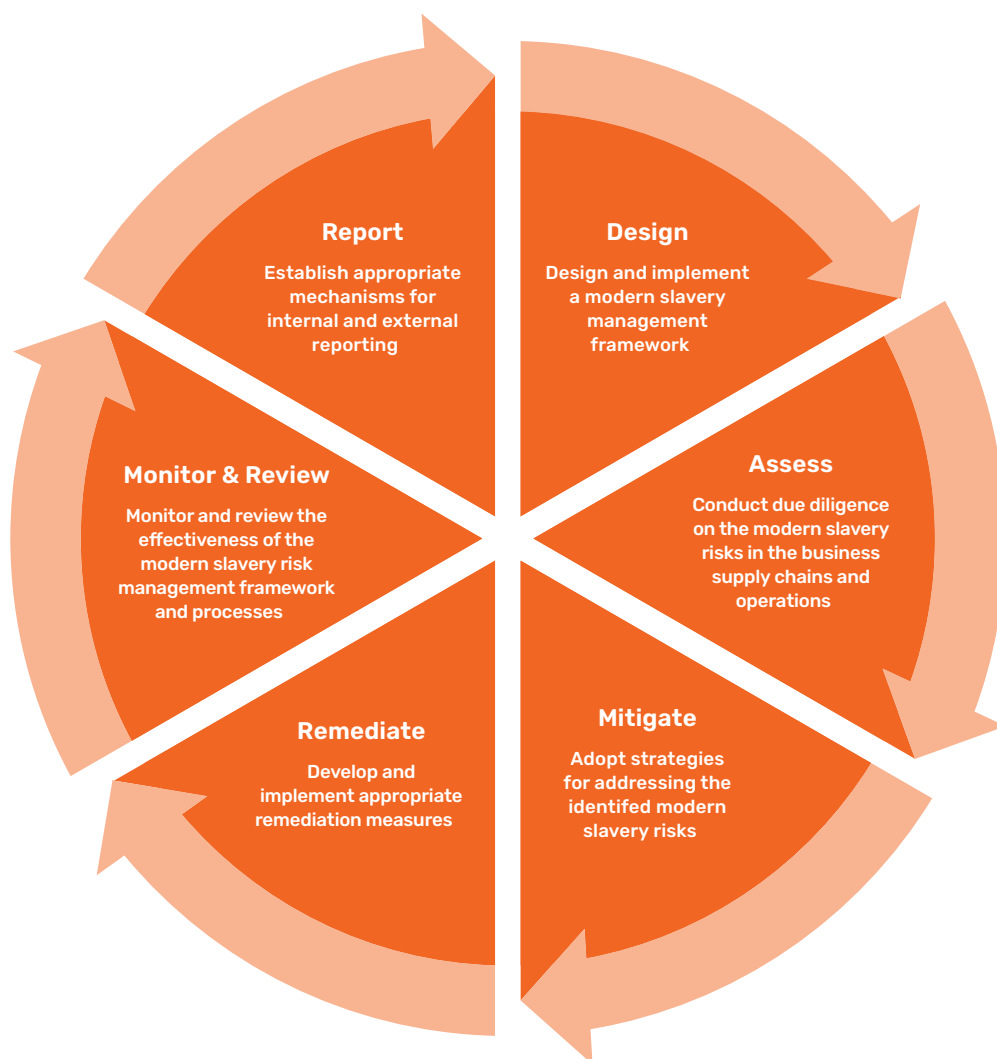 Report
Establish appropriate
mechanisms for
internal and external
reporting
Design
Design and implement
a modern slavery
management
framework
Assess
Conduct due diligence
on the modern slavery
risks in the business
supply chains and
operations
Mitigate
Adopt strategies
for addressing the
identifed modern
slavery risks
Remediate
Develop and
implement appropriate
remediation measures
Monitor & Review
Monitor and review the
effectiveness of the
modern slavery risk
management framework
and processes